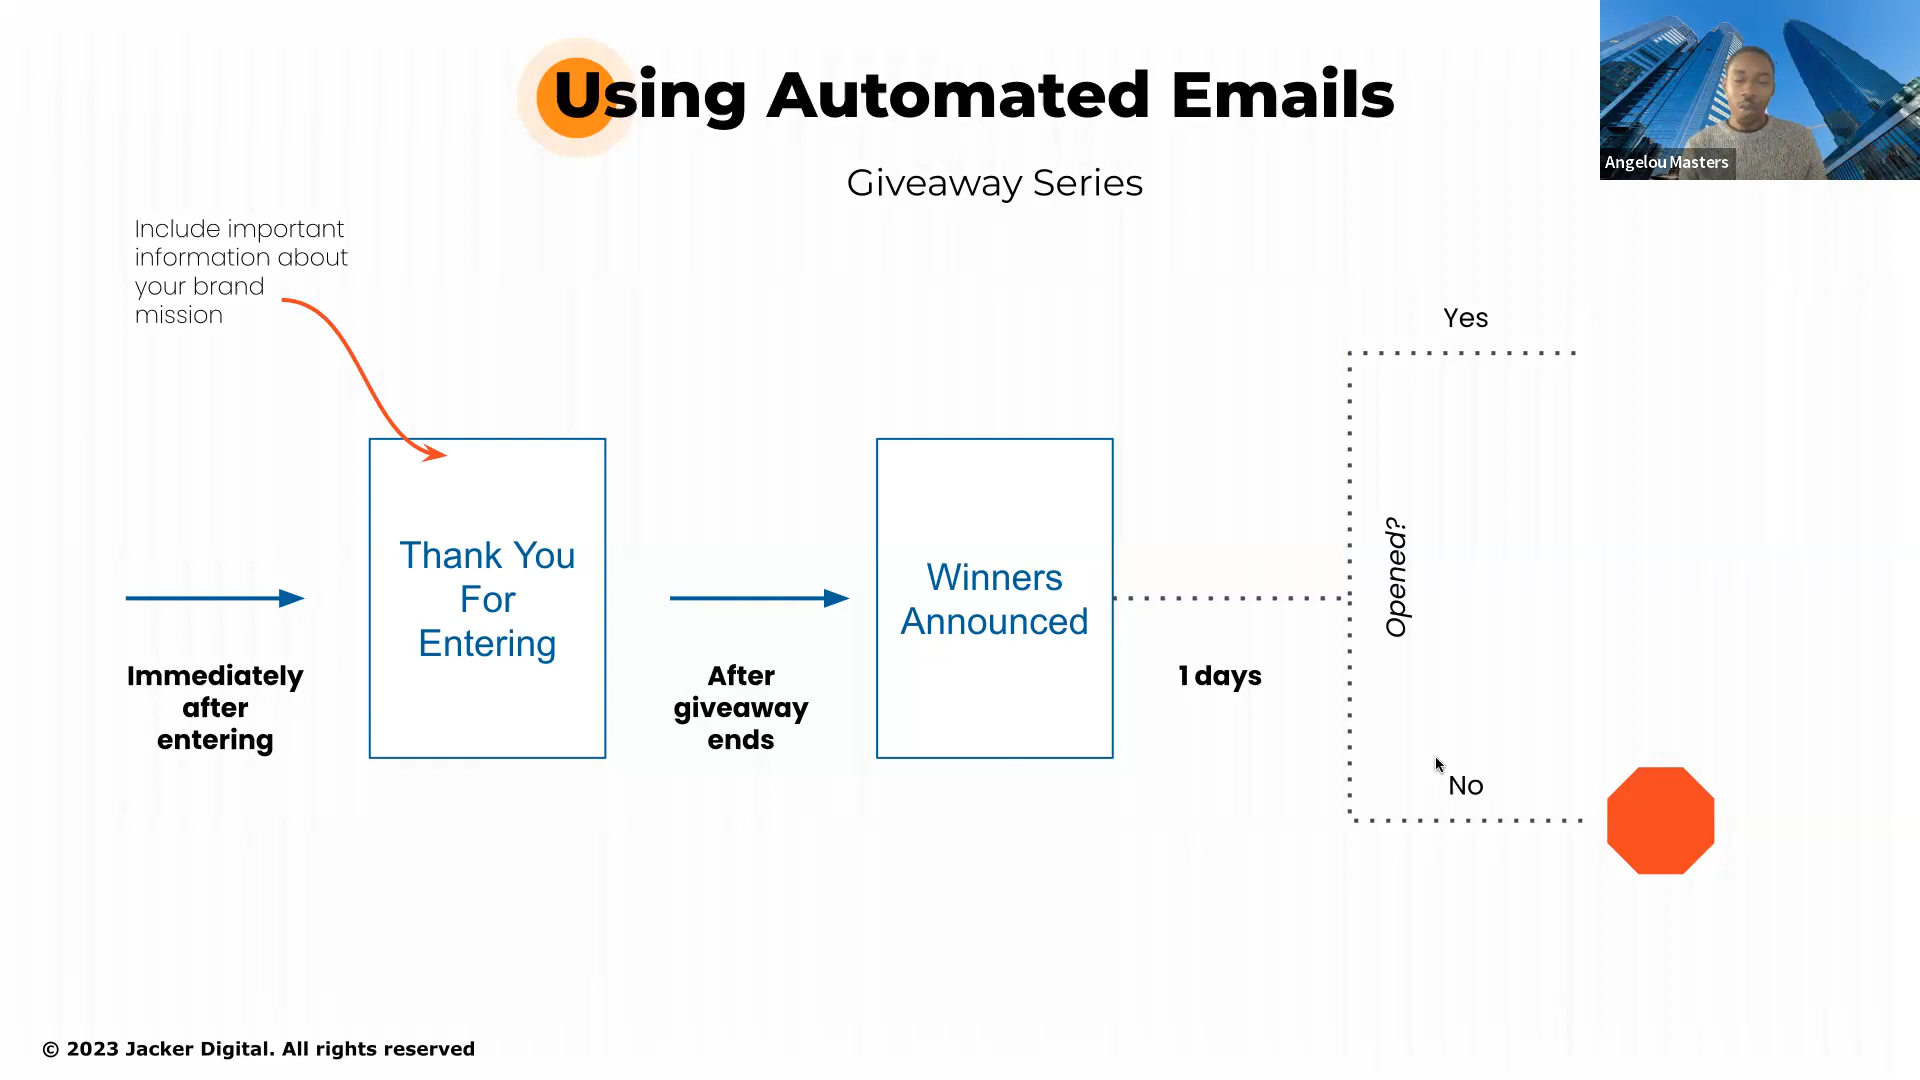 Using Automated Emails
Giveaway Series
Angelou Masters
Include important
information about
your brand
mission
Yes
Thank You
For
Entering
Winners
Announced
Opened?
Immediately
after
entering
After
giveaway
ends
1 days
No
© 2023 Jacker Digital. All rights reserved